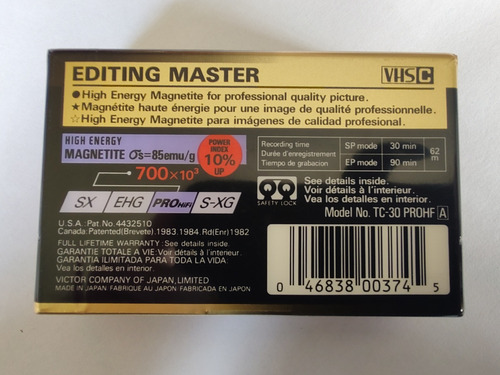 EDITING MASTER
VHS C
●High Energy Magnetite for professional quality picture.
★Magnétite haute énergie pour une image de qualité professionnelle.
☆High Energy Magnetite para imágenes de calidad profesional.
HIGH ENERGY
MAGNETITE σs=85emu/g
POWER
INDEX
10%
UP
700×10³
SX EHG PRO HiFi S-XG
Recording time SP mode 30 min
Durée d'enregistrement
Tiempo de grabacion EP mode 90 min
62
m
SAFETY LOCK
See details inside.
Voir détails à l'interieur.
Vea los detalles en interior.
Model No. TC-30 PROHF A
U.S.A.: Pat. No. 4432510
Canada: Patented (Brevete). 1983. 1984. Rd (Enr) 1982
FULL LIFETIME WARRANTY: See details inside.
GARANTIE TOTALE A VIE: Voir détails à l'interieur.
GARANTIA ILIMITADA PARA TODA LA VIDA:
Vea los detalles en interior.
VICTOR COMPANY OF JAPAN, LIMITED
MADE IN JAPAN FABRIQUE AU JAPON FABRICADA EN JAPON
0 46838 00374 5